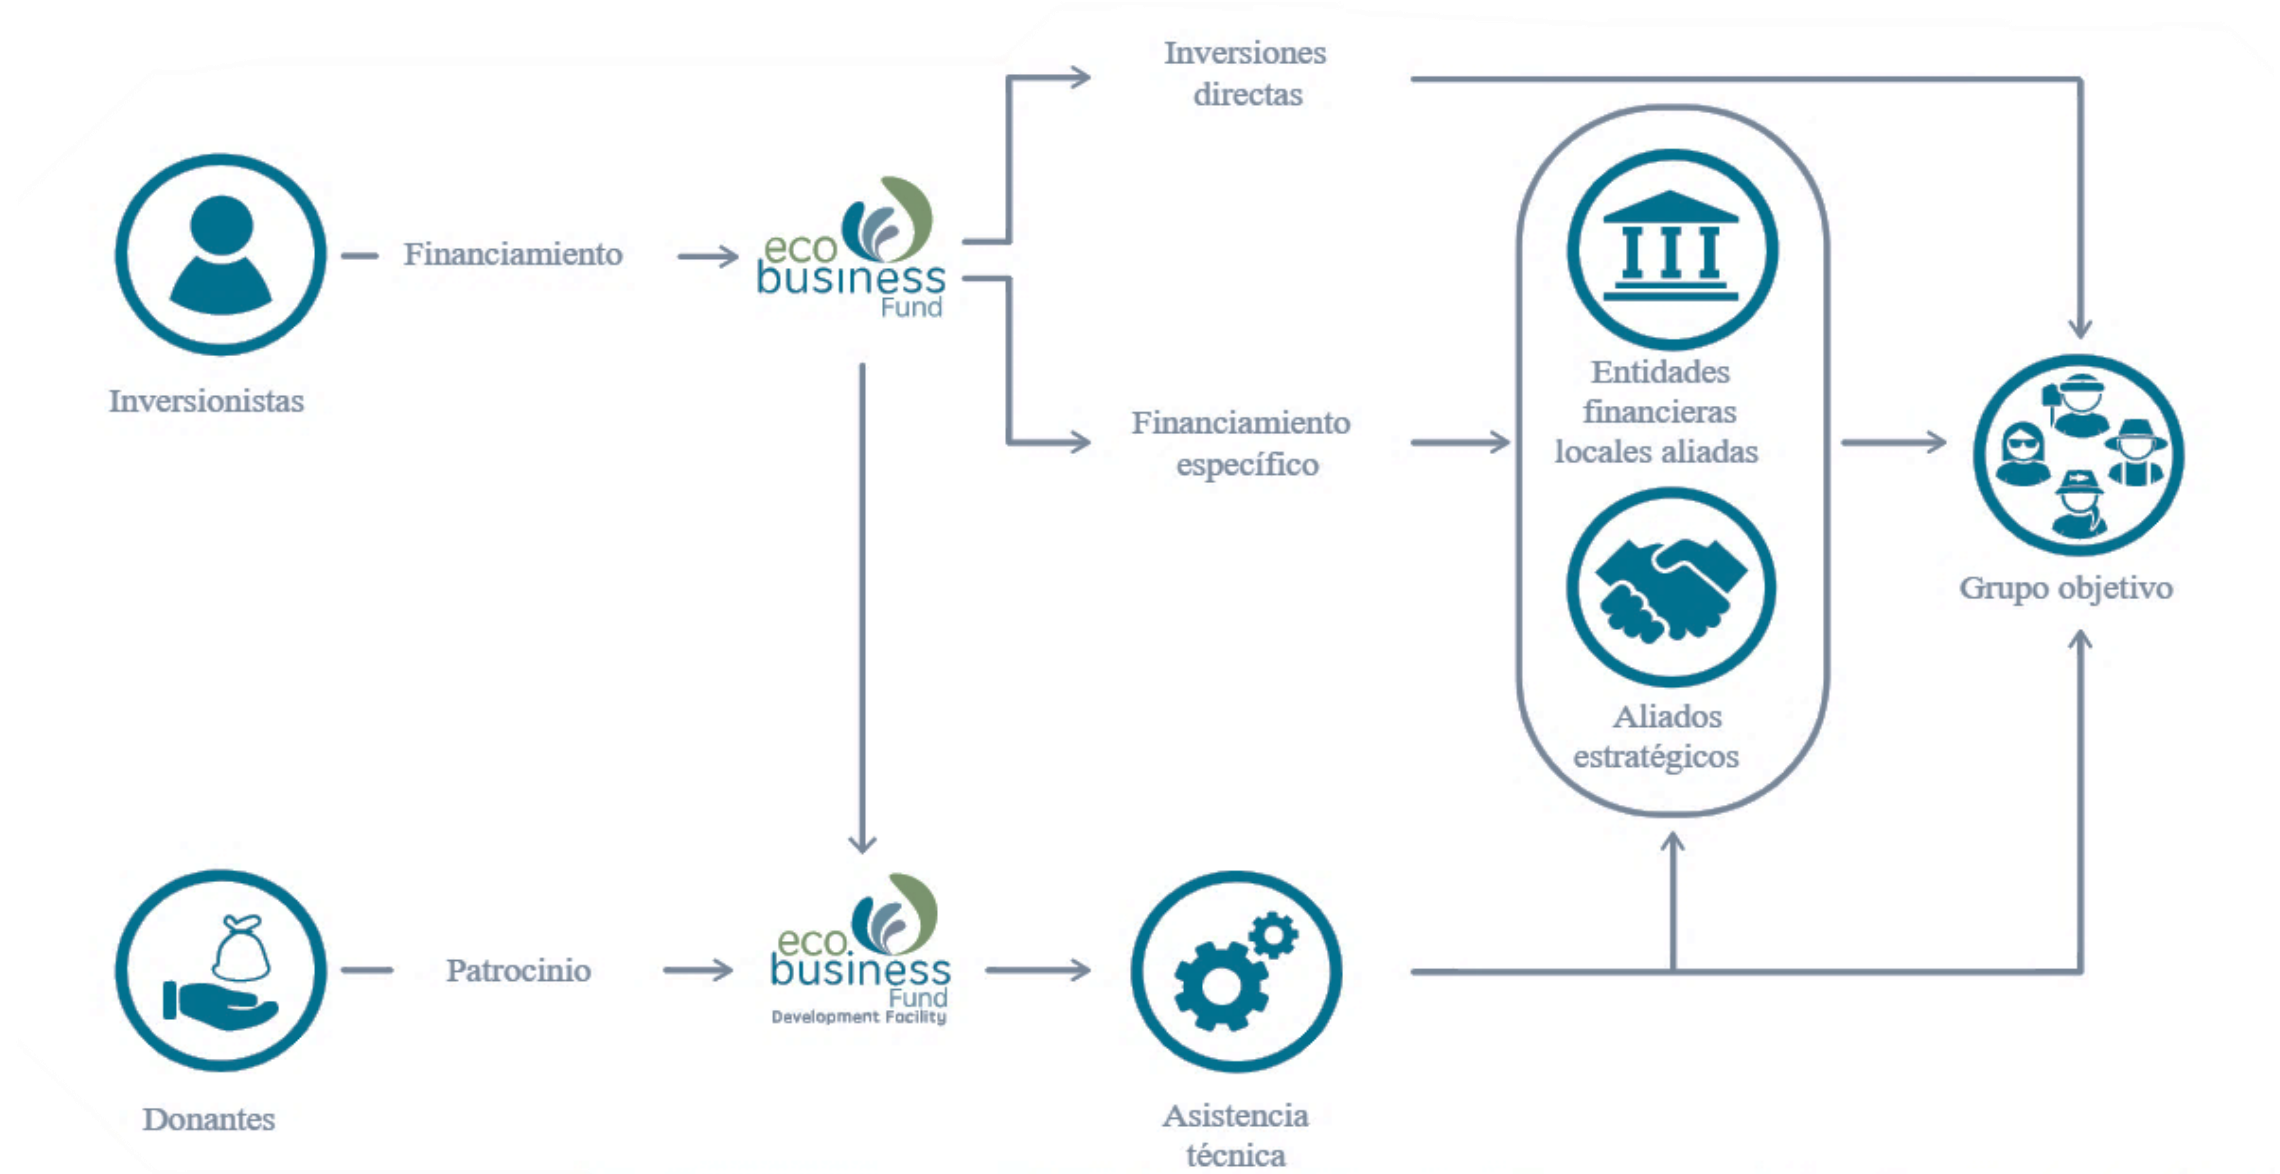 Inversiones
directas
Financiamiento
eco
business
Fund
Inversionistas
Financiamiento
específico
Entidades
financieras
locales aliadas
Aliados
estratégicos
Grupo objetivo
Patrocinio
eco
business
Fund
Development Facility
Donantes
Asistencia
técnica